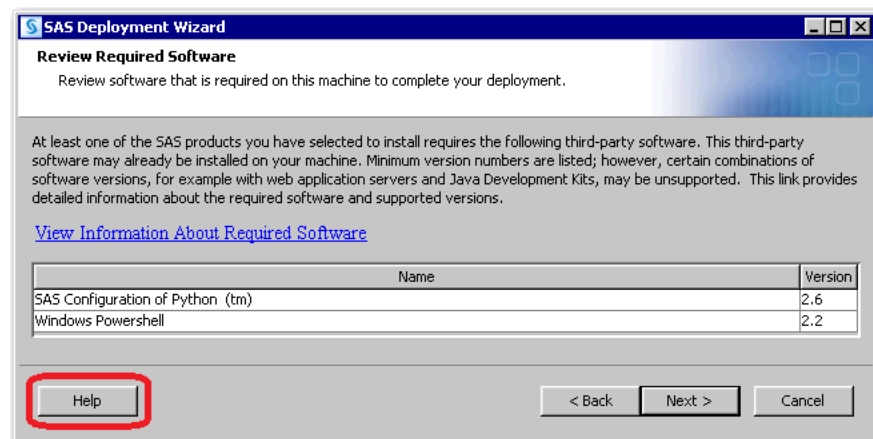 SAS Deployment Wizard
Review Required Software
Review software that is required on this machine to complete your deployment.
At least one of the SAS products you have selected to install requires the following third-party software. This third-party
software may already be installed on your machine. Minimum version numbers are listed; however, certain combinations of
software versions, for example with web application servers and Java Development Kits, may be unsupported. This link provides
detailed information about the required software and supported versions.
View Information About Required Software
Name Version
SAS Configuration of Python (tm) 2.6
Windows Powershell 2.2
Help < Back Next > Cancel